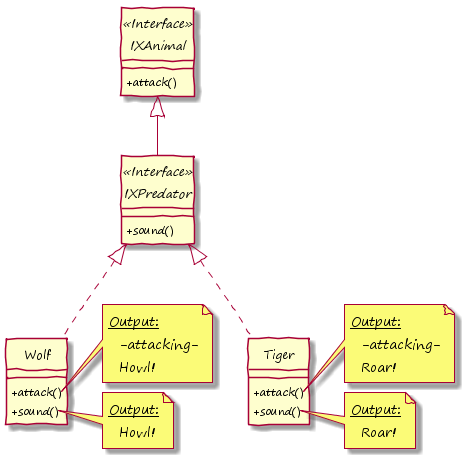 «Interface»
IXAnimal
+attack()
«Interface»
IXPredator
+sound()
Wolf
+attack()
+sound()
Output:
-attacking-
Howl!
Output:
Howl!
Tiger
+attack()
+sound()
Output:
-attacking-
Roar!
Output:
Roar!